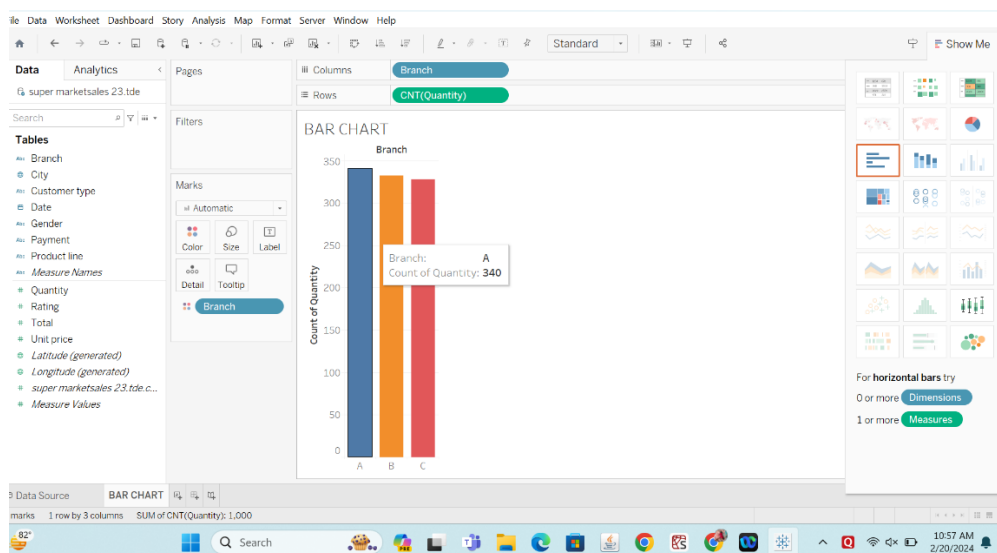 ile Data Worksheet Dashboard Story Analysis Map Format Server Window Help
Standard
Show Me
Data Analytics
super marketsales 23.tde
Search
Tables
Abc Branch
City
Abc Customer type
Date
Abc Gender
Abc Payment
Abc Product line
Abc Measure Names
# Quantity
# Rating
# Total
# Unit price
Latitude (generated)
Longitude (generated)
# super marketsales 23.tde.c...
# Measure Values
Pages
Filters
Marks
Automatic
Color Size Label
Detail Tooltip
Branch
Columns Branch
Rows CNT(Quantity)
BAR CHART
Branch
Count of Quantity
350
300
250
200
150
100
50
0
A B C
Branch: A
Count of Quantity: 340
For horizontal bars try
0 or more Dimensions
1 or more Measures
Data Source BAR CHART
marks 1 row by 3 columns SUM of CNT(Quantity): 1,000
82°
Search
10:57 AM
2/20/2024